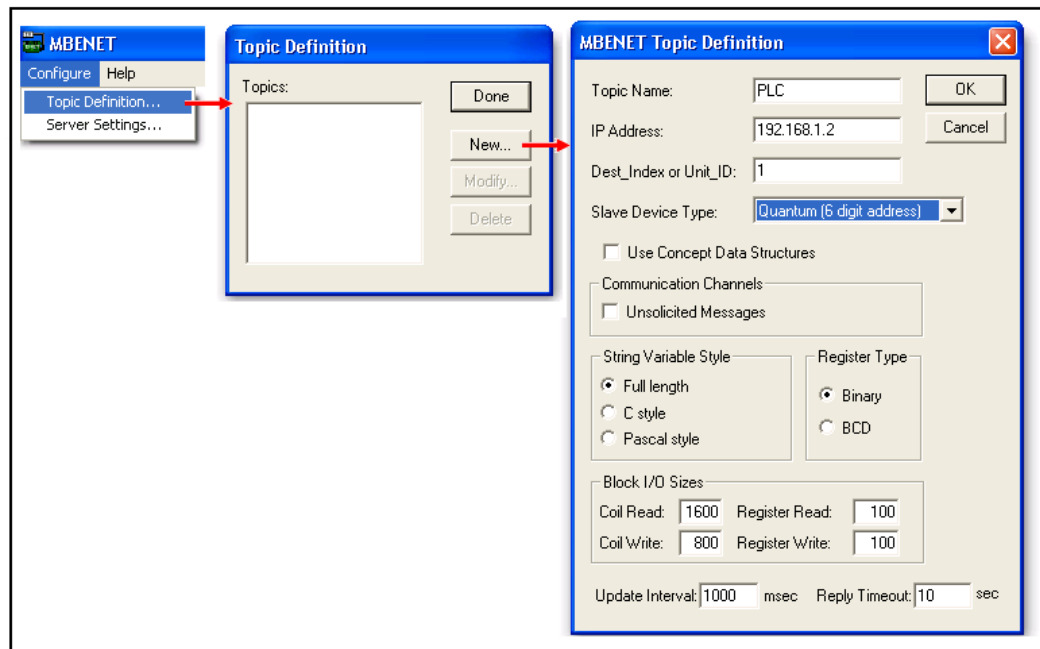 MBENET
Configure Help
Topic Definition...
Server Settings...
Topic Definition
Topics:
Done
New...
Modify...
Delete
MBENET Topic Definition
Topic Name: PLC OK
IP Address: 192.168.1.2 Cancel
Dest_Index or Unit_ID: 1
Slave Device Type: Quantum (6 digit address)
Use Concept Data Structures
Communication Channels
Unsolicited Messages
String Variable Style
Full length
C style
Pascal style
Register Type
Binary
BCD
Block I/O Sizes
Coil Read: 1600 Register Read: 100
Coil Write: 800 Register Write: 100
Update Interval: 1000 msec Reply Timeout: 10 sec